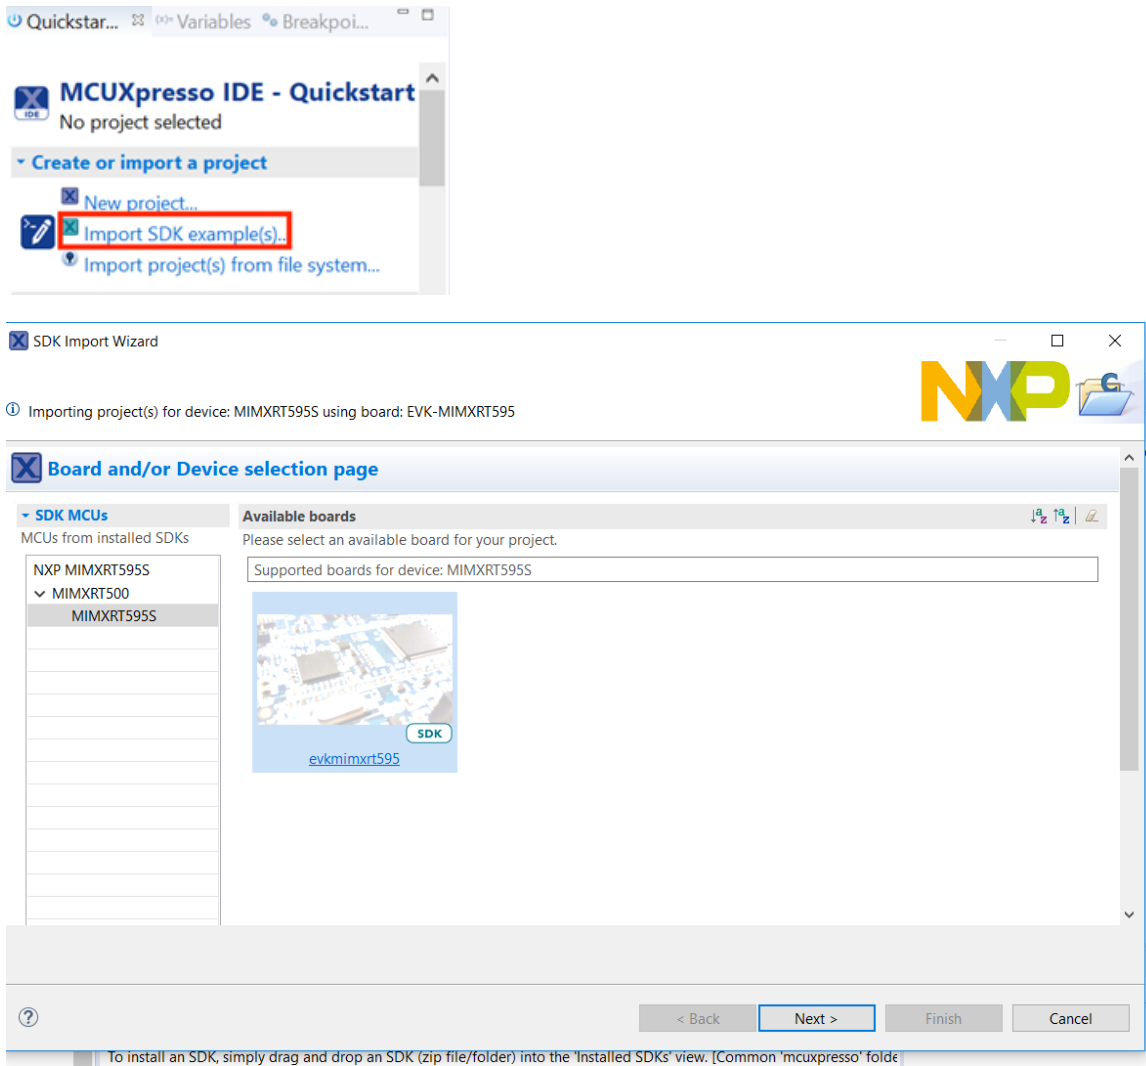 Quickstar... Variables Breakpoi...
MCUXpresso IDE - Quickstart
IDE
No project selected
Create or import a project
New project...
Import SDK example(s)..
Import project(s) from file system...
SDK Import Wizard
NXP
C
Importing project(s) for device: MIMXRT595S using board: EVK-MIMXRT595
Board and/or Device selection page
SDK MCUs
MCUs from installed SDKs
NXP MIMXRT595S
MIMXRT500
MIMXRT595S
Available boards
Please select an available board for your project.
Supported boards for device: MIMXRT595S
SDK
evkmimxrt595
< Back Next > Finish Cancel
To install an SDK, simply drag and drop an SDK (zip file/folder) into the 'Installed SDKs' view. [Common 'mcuxpresso' folde